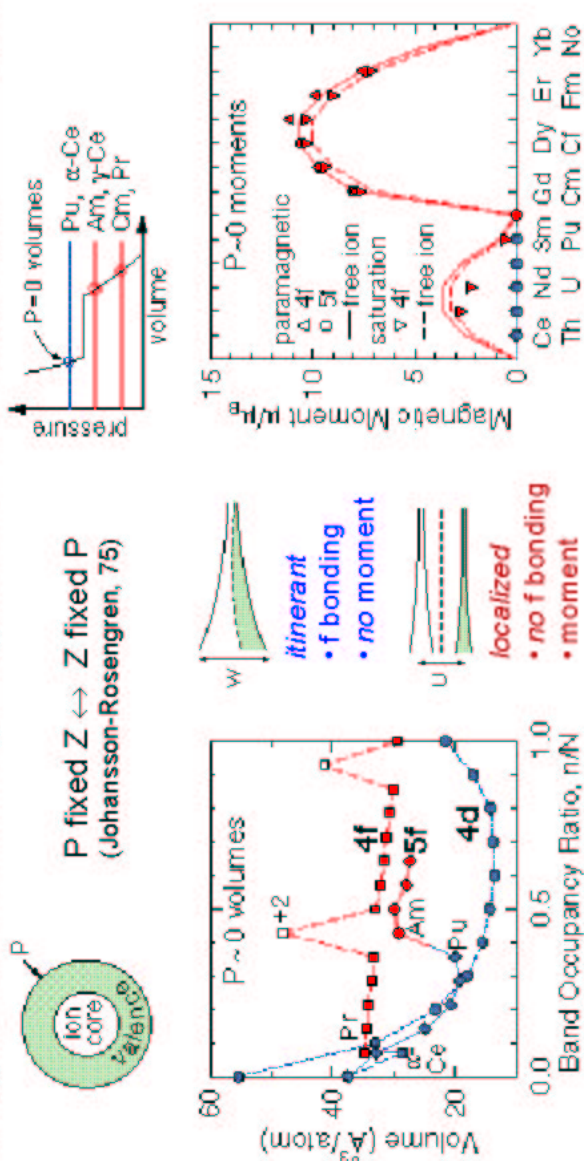 P
ion
core
valence
P fixed Z ↔ Z fixed P
(Johansson-Rosengren, 75)
pressure
P=0 volumes
Pu, α-Ce
Am, γ-Ce
Cm, Pr
volume
60
40
20
Volume (Å³/atom)
P ~ 0 volumes
+2
Pr
4f
5f
Am
Pu
4d
α
Ce
0.0
0.5
1.0
Band Occupancy Ratio, n/N
W
itinerant
• f bonding
• no moment
U
localized
• no f bonding
• moment
15
10
5
0
Magnetic Moment μ/μB
P~0 moments
paramagnetic
△ 4f
○ 5f
— free ion
saturation
▽ 4f
--- free ion
Ce Nd Sm Gd Dy Er Yb
Th U Pu Cm Cf Fm No